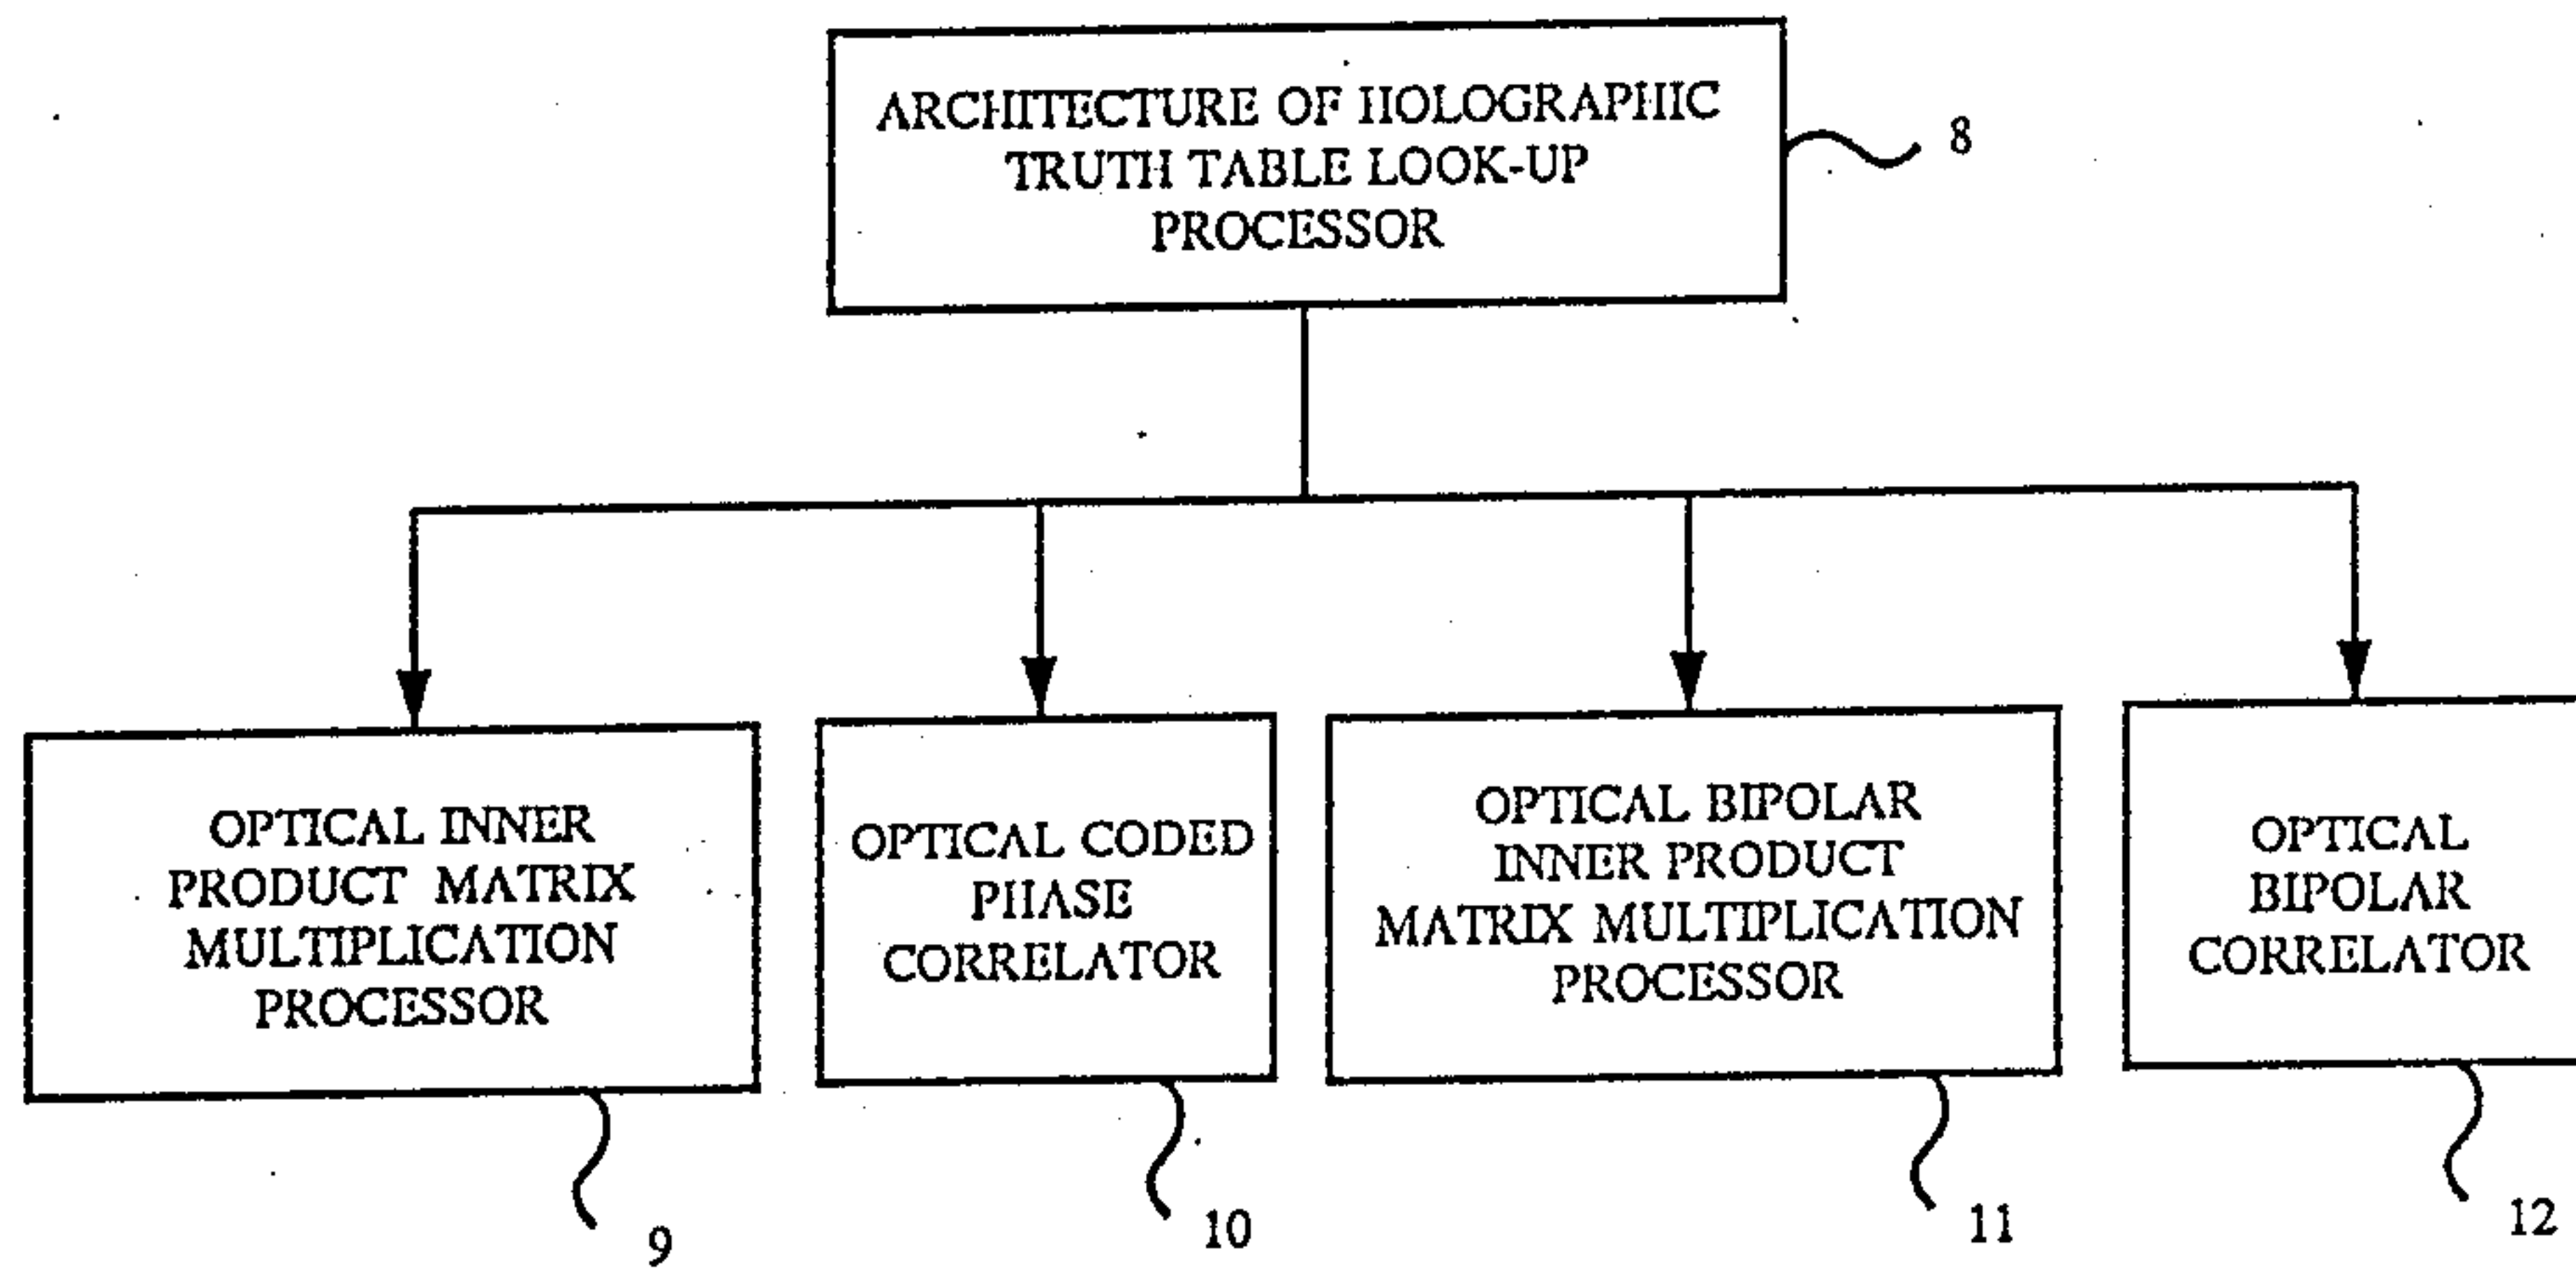 ARCHITECTURE OF HOLOGRAPHIC
TRUTH TABLE LOOK-UP
PROCESSOR
8
OPTICAL INNER
PRODUCT MATRIX
MULTIPLICATION
PROCESSOR
9
OPTICAL CODED
PHASE
CORRELATOR
10
OPTICAL BIPOLAR
INNER PRODUCT
MATRIX MULTIPLICATION
PROCESSOR
11
OPTICAL
BIPOLAR
CORRELATOR
12